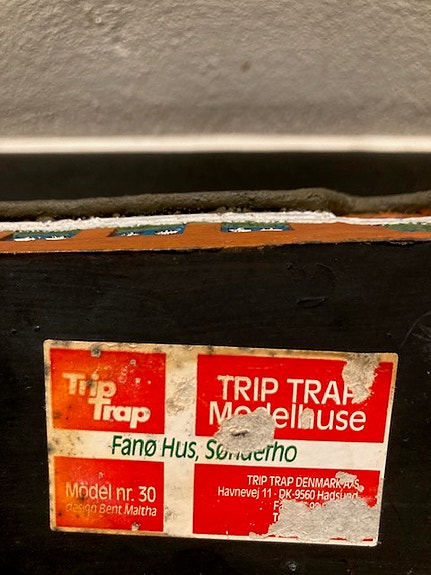 Trip
Trap
TRIP TRAP
Modelhuse
Fanø Hus, Sønderho
Model nr. 30
design Bent Maltha
TRIP TRAP DENMARK A/S
Havnevej 11 · DK-9560 Hadsund